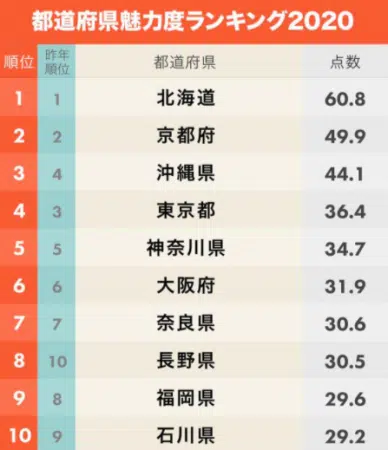 都道府県魅力度ランキング2020
順位 昨年順位 都道府県 点数
1 1 北海道 60.8
2 2 京都府 49.9
3 4 沖縄県 44.1
4 3 東京都 36.4
5 5 神奈川県 34.7
6 6 大阪府 31.9
7 7 奈良県 30.6
8 10 長野県 30.5
9 8 福岡県 29.6
10 9 石川県 29.2